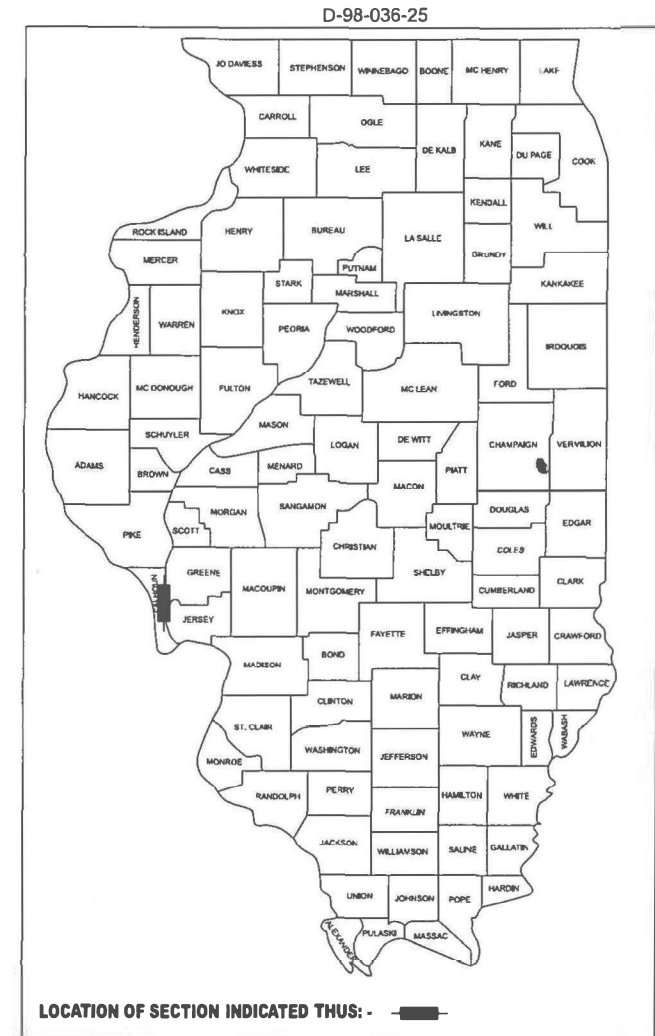 D-98-036-25
JO DAVIESS STEPHENSON WINNEBAGO BOONE MC HENRY LAKE
CARROLL OGLE DE KALB KANE DU PAGE COOK
WHITESIDE LEE KENDALL WILL
ROCK ISLAND HENRY BUREAU LA SALLE GRUNDY
MERCER STARK PUTNAM MARSHALL KANKAKEE
HENDERSON WARREN KNOX PEORIA WOODFORD LIVINGSTON IROQUOIS
HANCOCK MC DONOUGH FULTON TAZEWELL MC LEAN FORD
SCHUYLER MASON LOGAN DE WITT CHAMPAIGN VERMILION
ADAMS BROWN CASS MENARD MACON PIATT
PIKE SCOTT MORGAN SANGAMON CHRISTIAN MOULTRIE DOUGLAS EDGAR
COLES
CALHOUN GREENE MACOUPIN MONTGOMERY SHELBY CUMBERLAND CLARK
JERSEY FAYETTE EFFINGHAM JASPER CRAWFORD
MADISON BOND CLAY RICHLAND LAWRENCE
CLINTON MARION
ST. CLAIR WASHINGTON JEFFERSON WAYNE EDWARDS WABASH
MONROE
RANDOLPH PERRY FRANKLIN HAMILTON WHITE
JACKSON WILLIAMSON SALINE GALLATIN
UNION JOHNSON POPE HARDIN
ALEXANDER PULASKI MASSAC
LOCATION OF SECTION INDICATED THUS: -